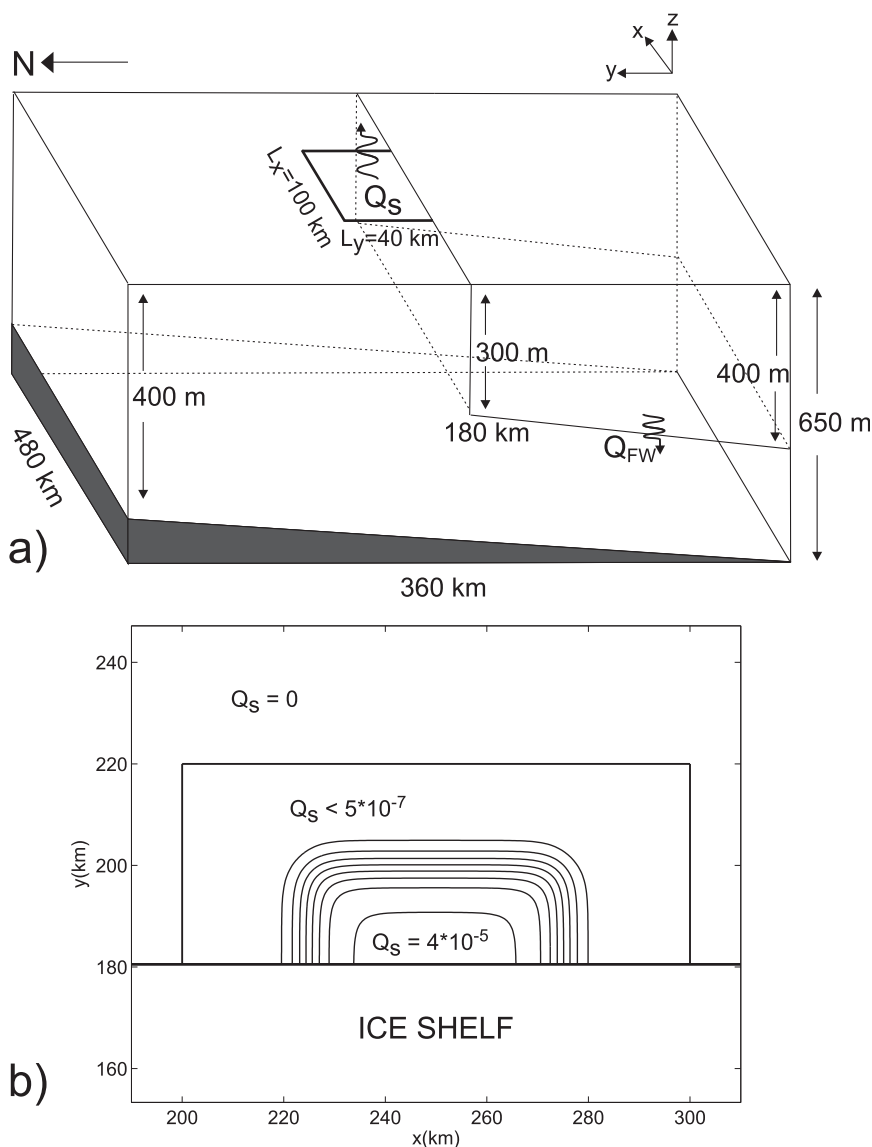 N
x
z
y
Lx=100 km
Qs
Ly=40 km
400 m
300 m
400 m
650 m
180 km
QFW
480 km
a)
360 km
240
Qs = 0
220
Qs < 5*10-7
y(km)
200
Qs = 4*10-5
180
ICE SHELF
160
b)
200
220
240
260
280
300
x(km)